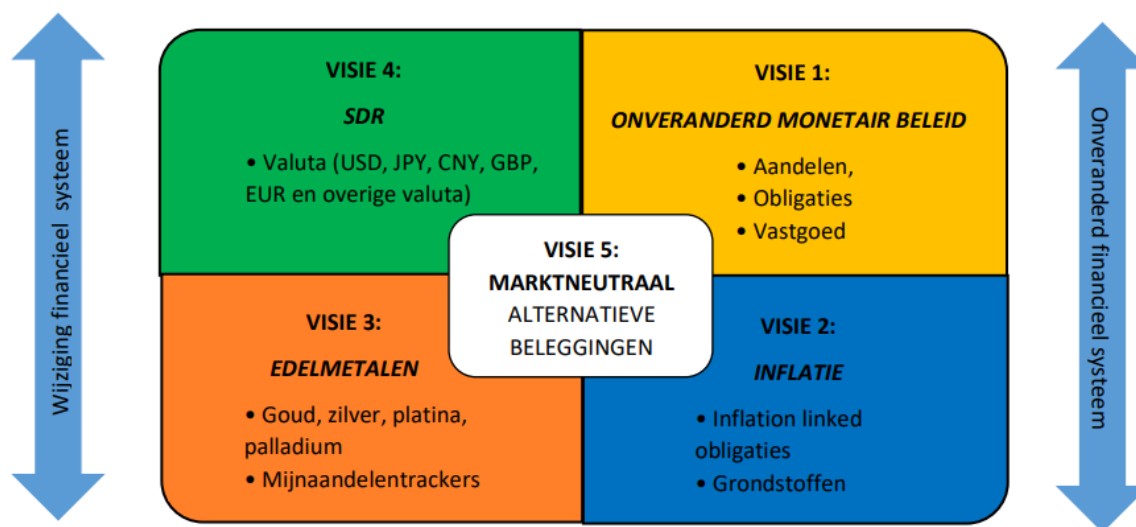 Wijziging financieel systeem
VISIE 4:
SDR
• Valuta (USD, JPY, CNY, GBP,
EUR en overige valuta)
VISIE 1:
ONVERANDERD MONETAIR BELEID
• Aandelen,
• Obligaties
• Vastgoed
VISIE 5:
MARKTNEUTRAAL
ALTERNATIEVE
BELEGGINGEN
VISIE 3:
EDELMETALEN
• Goud, zilver, platina,
palladium
• Mijnaandelentrackers
VISIE 2:
INFLATIE
• Inflation linked
obligaties
• Grondstoffen
Onveranderd financieel systeem